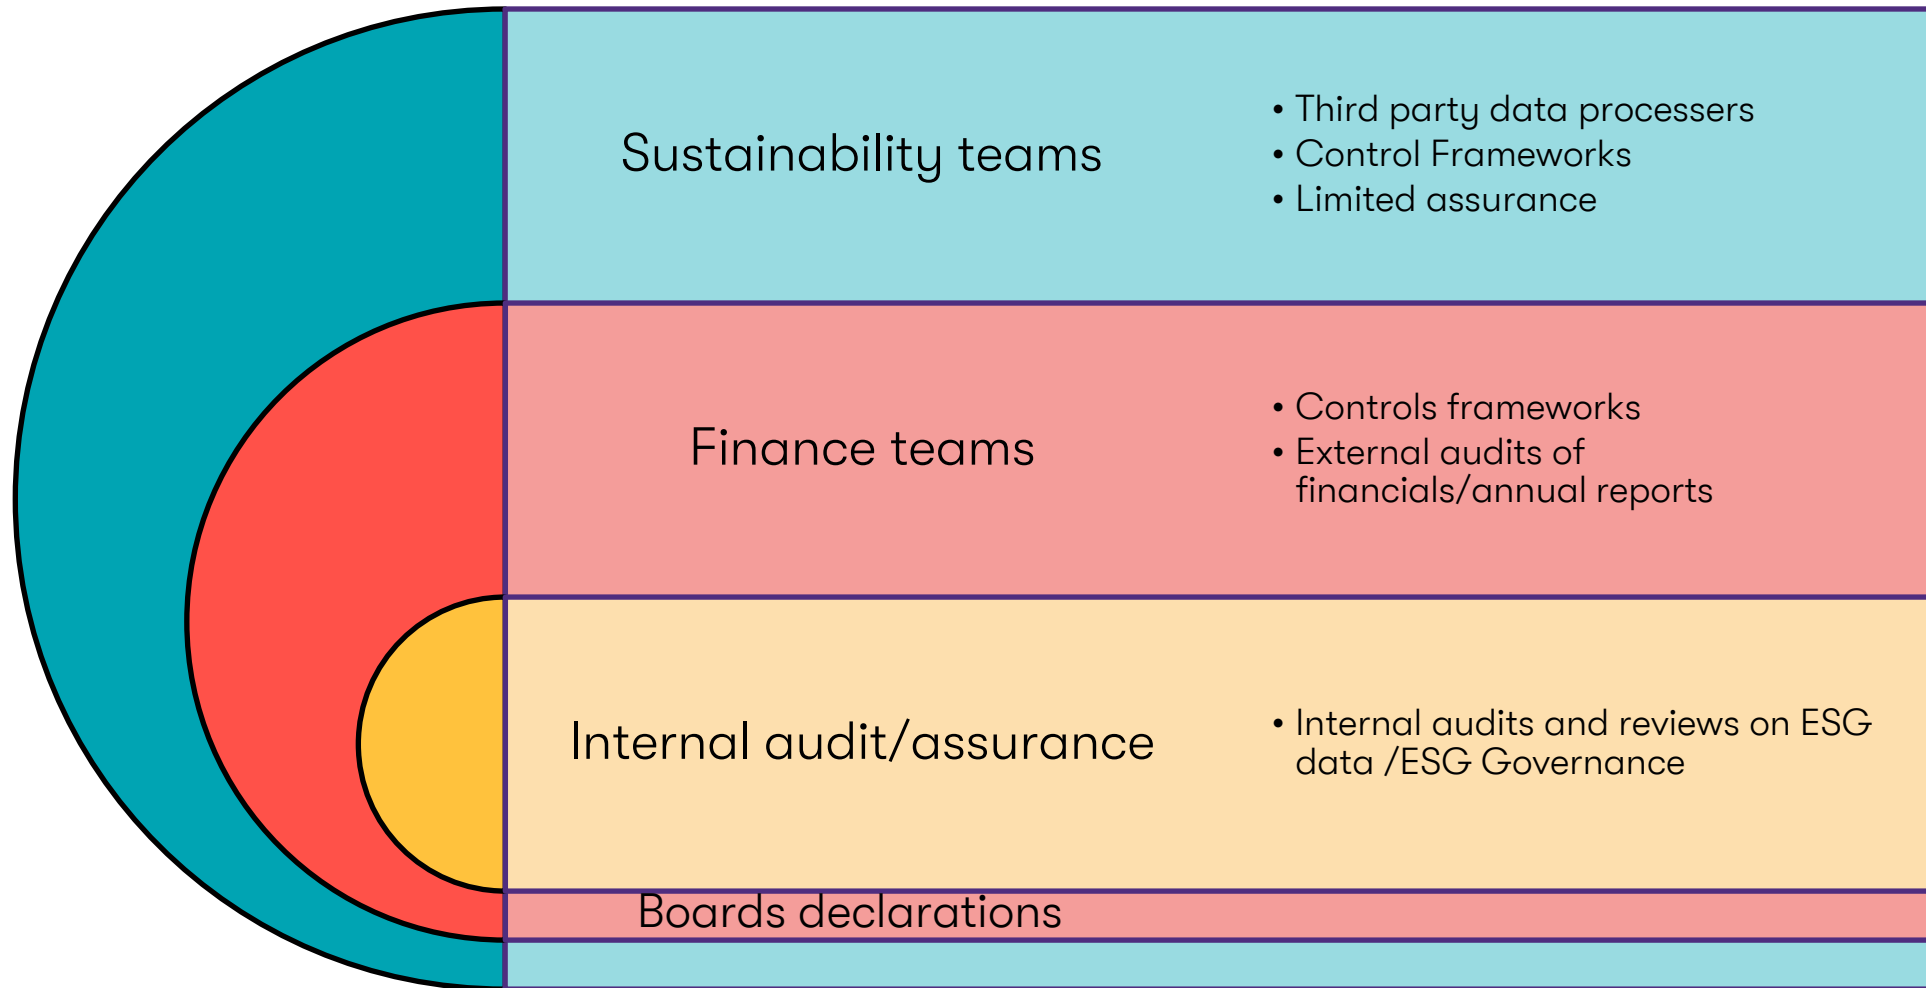 Sustainability teams
• Third party data processers
• Control Frameworks
• Limited assurance
Finance teams
• Controls frameworks
• External audits of
financials/annual reports
Internal audit/assurance
• Internal audits and reviews on ESG
data /ESG Governance
Boards declarations